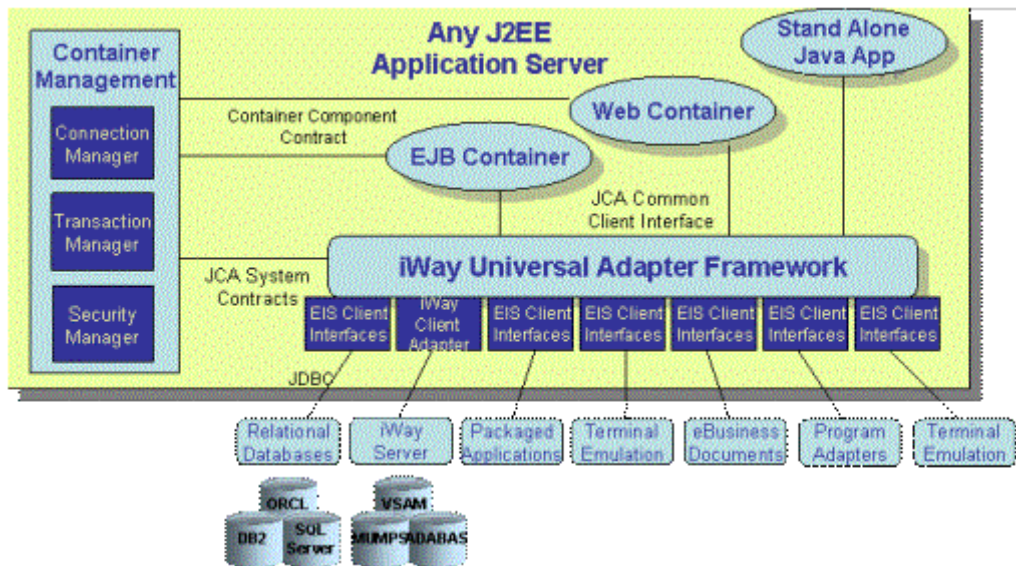 Any J2EE
Application Server
Stand Alone
Java App
Container
Management
Connection
Manager
Transaction
Manager
Security
Manager
Container Component
Contract
Web Container
EJB Container
JCA Common
Client Interface
JCA System
Contracts
iWay Universal Adapter Framework
EIS Client
Interfaces
iWay
Client
Adapter
EIS Client
Interfaces
EIS Client
Interfaces
EIS Client
Interfaces
EIS Client
Interfaces
EIS Client
Interfaces
JDBC
Relational
Databases
iWay
Server
Packaged
Applications
Terminal
Emulation
eBusiness
Documents
Program
Adapters
Terminal
Emulation
ORCL
DB2
SQL
Server
VSAM
MUMPS
ADABAS